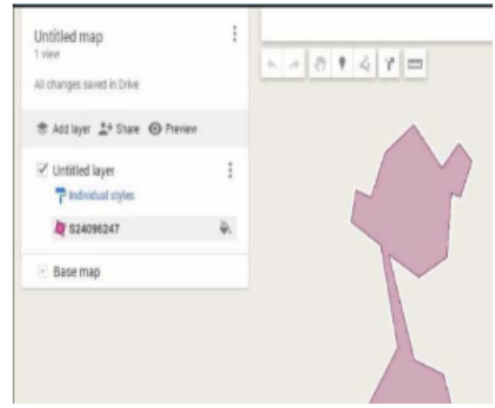 Untitled map
1 view
All changes saved in Drive
Add layer Share Preview
Untitled layer
Individual styles
S24096247
Base map